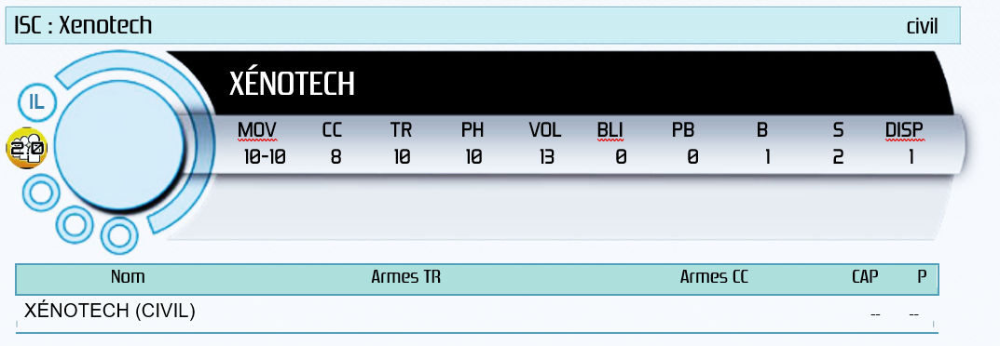 ISC : Xenotech civil
XÉNOTECH
IL
2.0
MOV CC TR PH VOL BLI PB B S DISP
10-10 8 10 10 13 0 0 1 2 1
Nom Armes TR Armes CC CAP P
XÉNOTECH (CIVIL) -- --